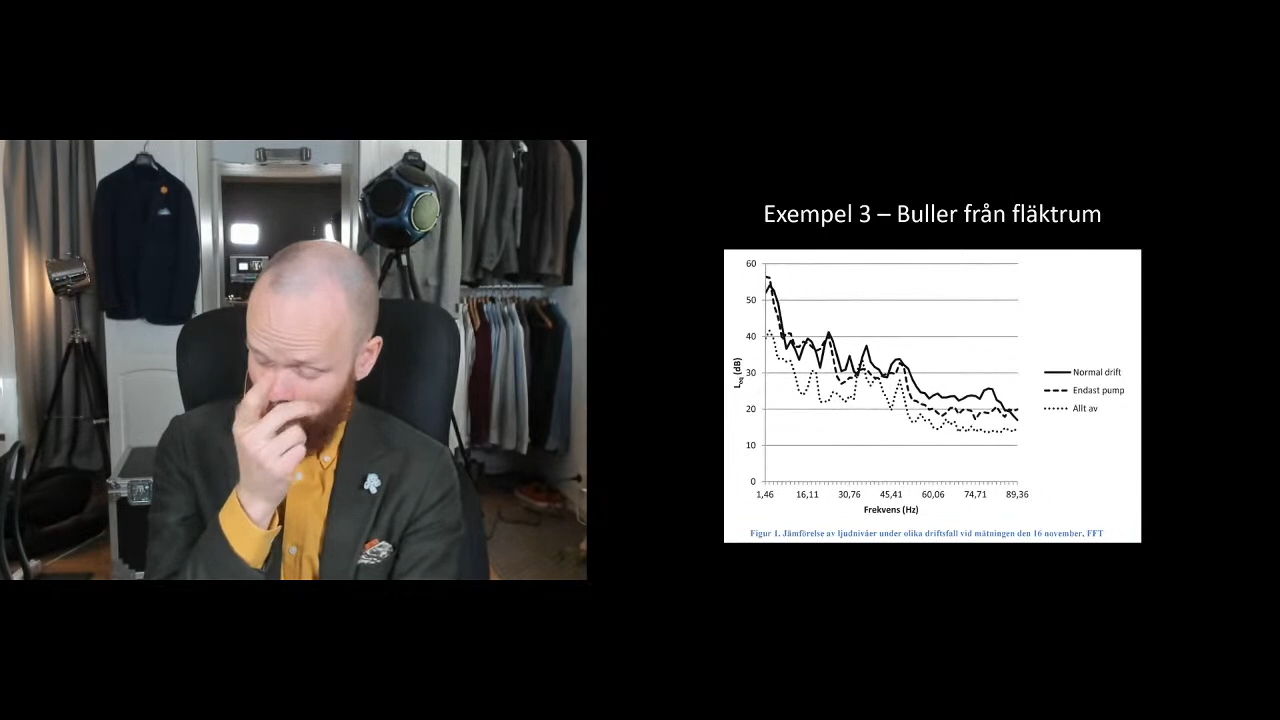 Exempel 3 – Buller från fläktrum
60
50
40
30
20
10
0
L_eq (dB)
1,46 16,11 30,76 45,41 60,06 74,71 89,36
Frekvens (Hz)
Normal drift
Endast pump
Allt av
Figur 1. Jämförelse av ljudnivåer under olika driftsfall vid mätningen den 16 november, FFT